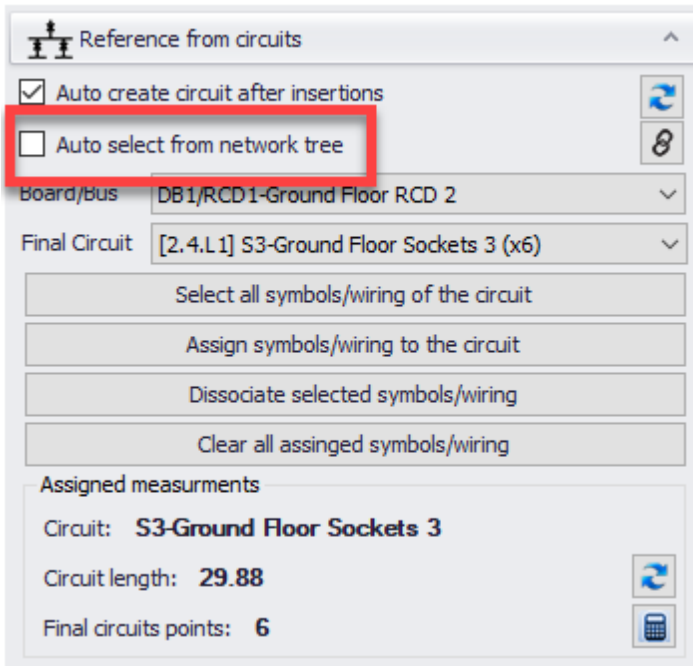 Reference from circuits
Auto create circuit after insertions
Auto select from network tree
Board/Bus DB1/RCD1-Ground Floor RCD 2
Final Circuit [2.4.L1] S3-Ground Floor Sockets 3 (x6)
Select all symbols/wiring of the circuit
Assign symbols/wiring to the circuit
Dissociate selected symbols/wiring
Clear all assinged symbols/wiring
Assigned measurments
Circuit: S3-Ground Floor Sockets 3
Circuit length: 29.88
Final circuits points: 6